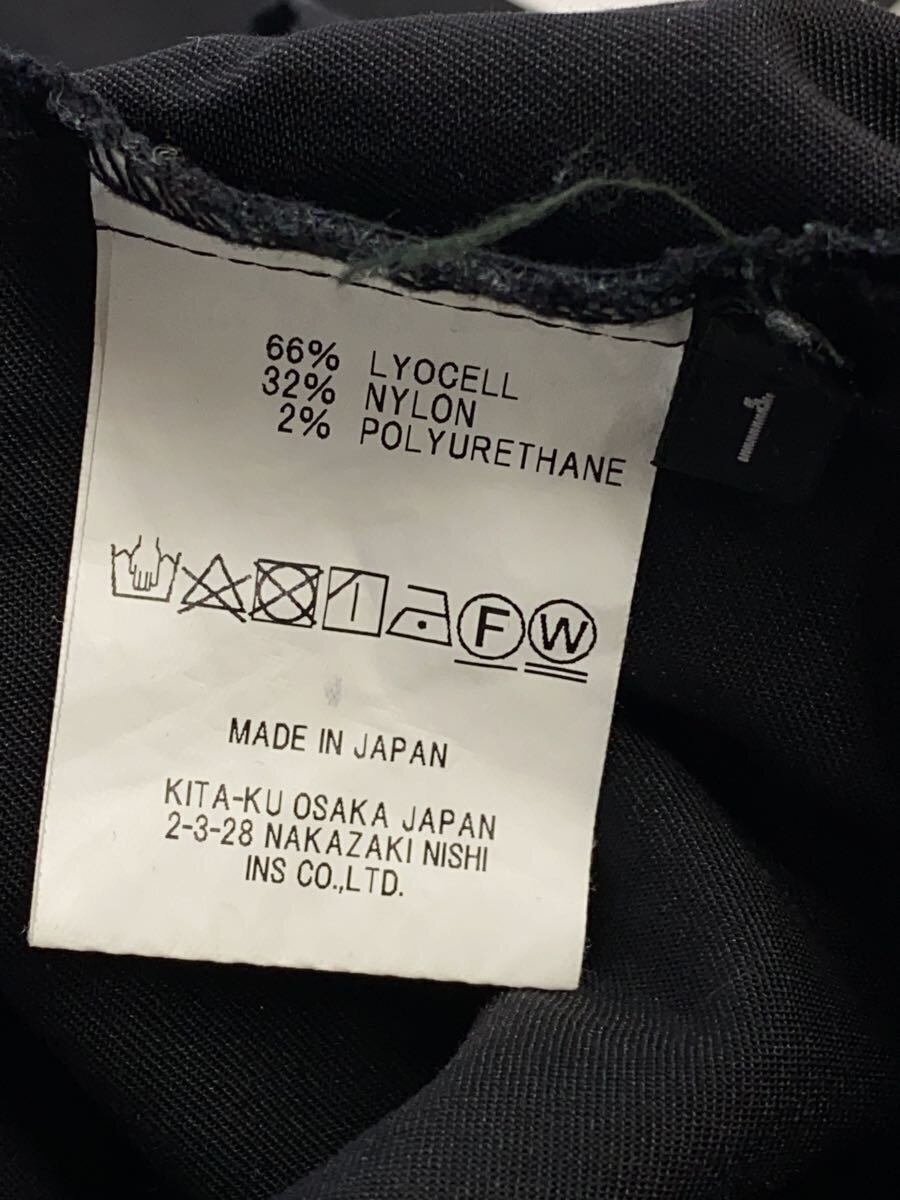 66% LYOCELL
32% NYLON
2% POLYURETHANE
1
F W
MADE IN JAPAN
KITA-KU OSAKA JAPAN
2-3-28 NAKAZAKI NISHI
INS CO.,LTD.